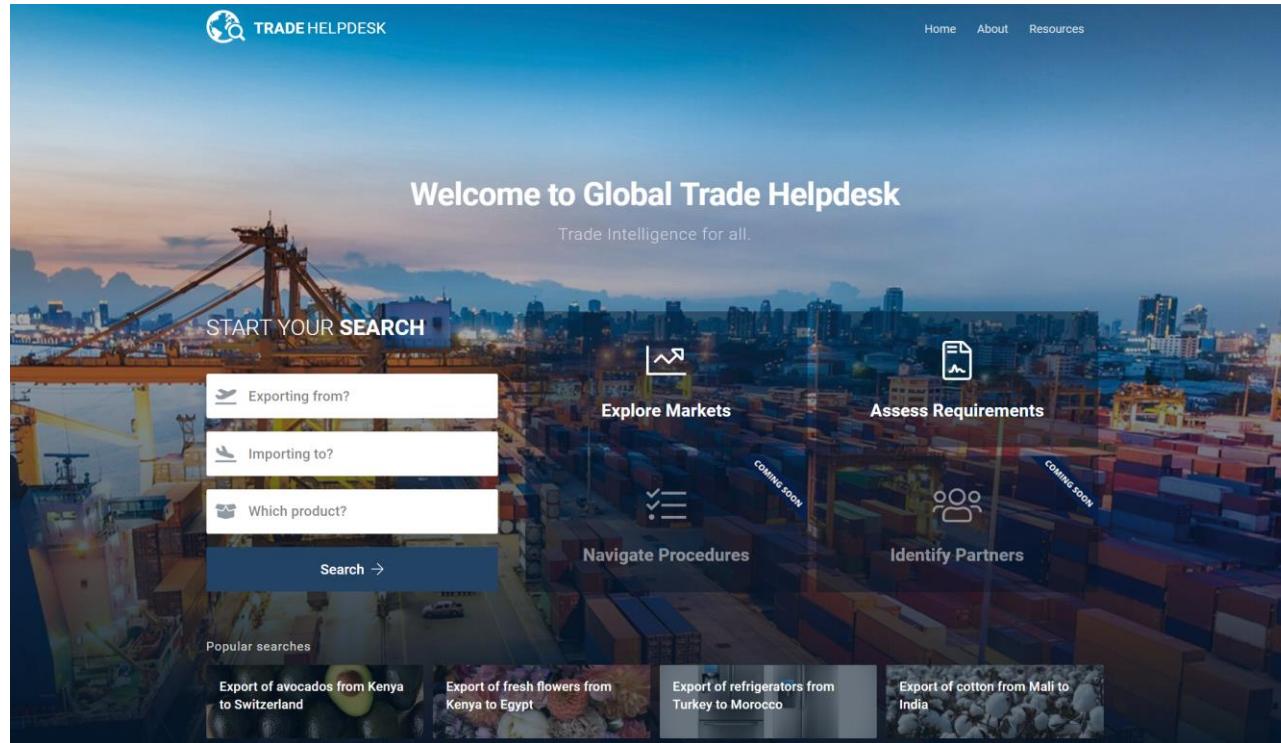 TRADE HELPDESK
Home About Resources
Welcome to Global Trade Helpdesk
Trade Intelligence for all.
START YOUR SEARCH
Exporting from?
Importing to?
Which product?
Search →
Explore Markets
Assess Requirements
COMING SOON
Navigate Procedures
COMING SOON
Identify Partners
Popular searches
Export of avocados from Kenya
to Switzerland
Export of fresh flowers from
Kenya to Egypt
Export of refrigerators from
Turkey to Morocco
Export of cotton from Mali to
India